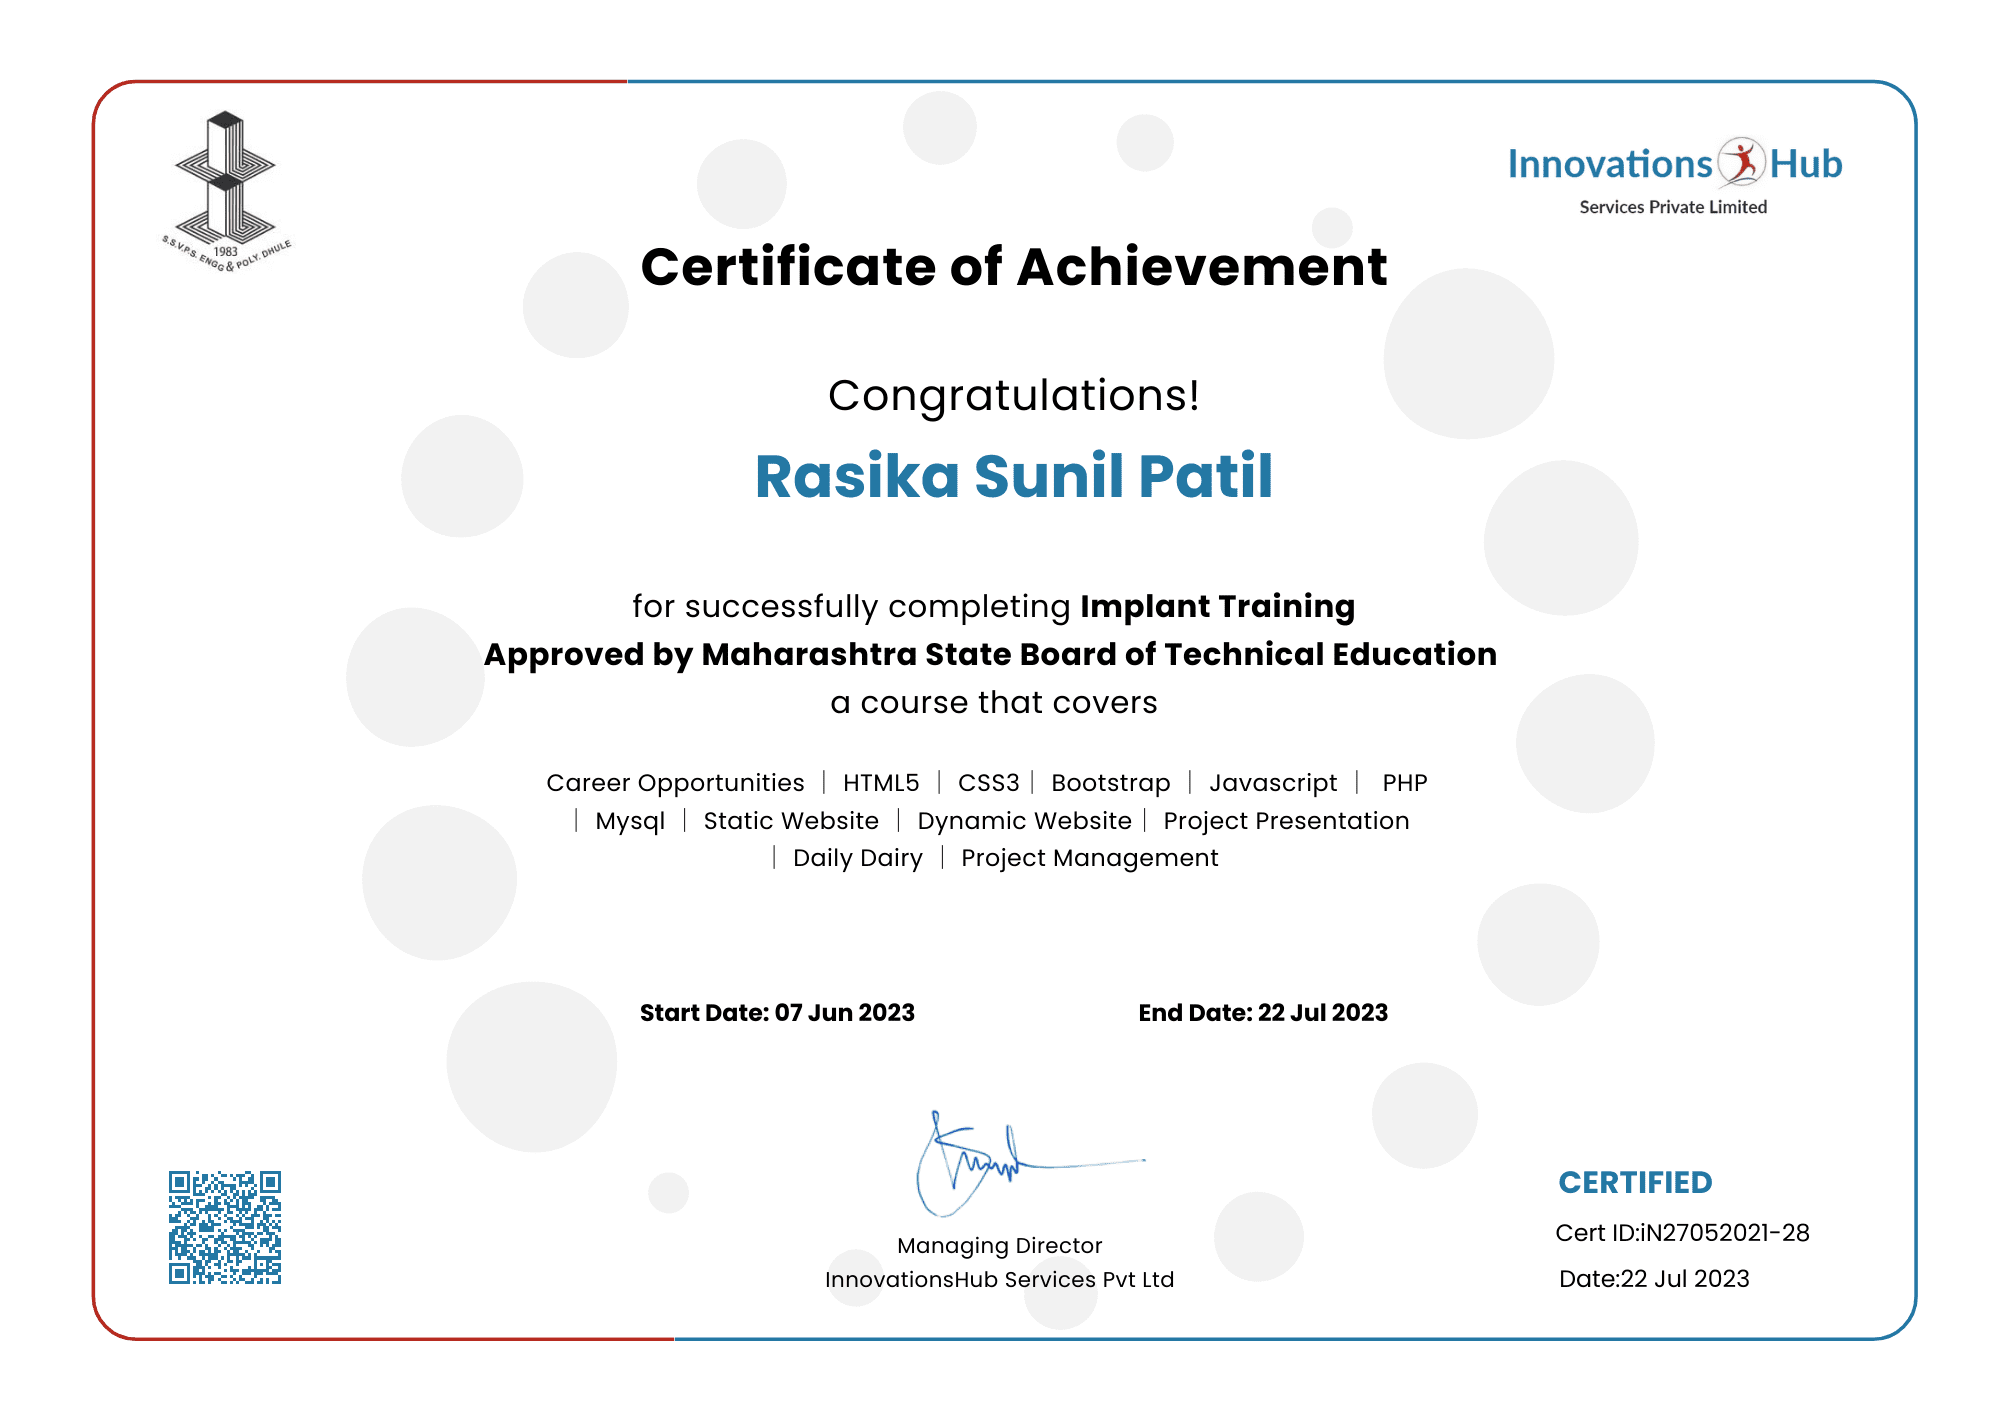 S.S.V.P.S. ENGG & POLY. DHULE
1983
Innovations Hub
Services Private Limited
Certificate of Achievement
Congratulations!
Rasika Sunil Patil
for successfully completing Implant Training
Approved by Maharashtra State Board of Technical Education
a course that covers
Career Opportunities | HTML5 | CSS3 | Bootstrap | Javascript | PHP
| Mysql | Static Website | Dynamic Website | Project Presentation
| Daily Dairy | Project Management
Start Date: 07 Jun 2023 End Date: 22 Jul 2023
Managing Director
InnovationsHub Services Pvt Ltd
CERTIFIED
Cert ID:iN27052021-28
Date:22 Jul 2023